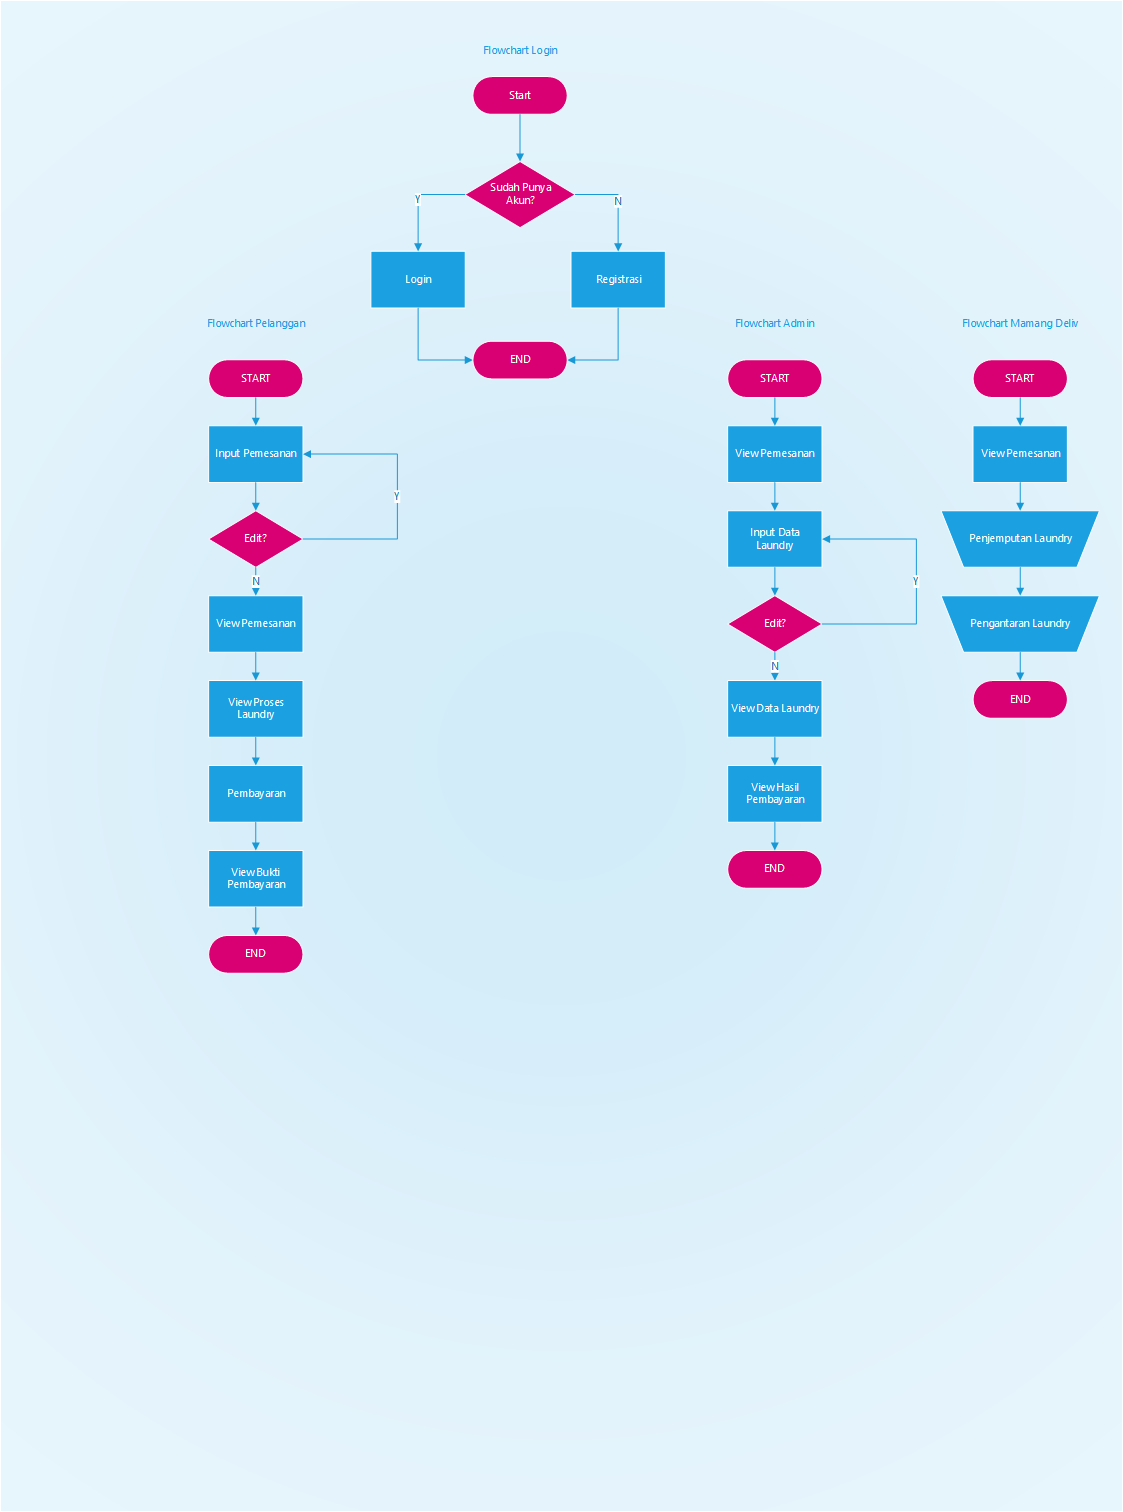 Flowchart Login
Start
Sudah Punya
Akun?
Y
N
Login
Registrasi
END
Flowchart Pelanggan
START
Input Pemesanan
Y
Edit?
N
View Pemesanan
View Proses
Laundry
Pembayaran
View Bukti
Pembayaran
END
Flowchart Admin
START
View Pemesanan
Input Data
Laundry
Y
Edit?
N
View Data Laundry
View Hasil
Pembayaran
END
Flowchart Mamang Deliv
START
View Pemesanan
Penjemputan Laundry
Pengantaran Laundry
END